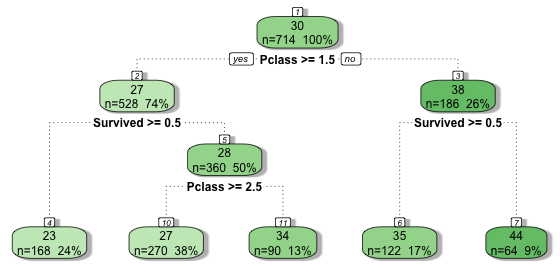 1
30
n=714 100%
yes Pclass >= 1.5 no
2
27
n=528 74%
3
38
n=186 26%
Survived >= 0.5
Survived >= 0.5
5
28
n=360 50%
Pclass >= 2.5
4
23
n=168 24%
10
27
n=270 38%
11
34
n=90 13%
6
35
n=122 17%
7
44
n=64 9%